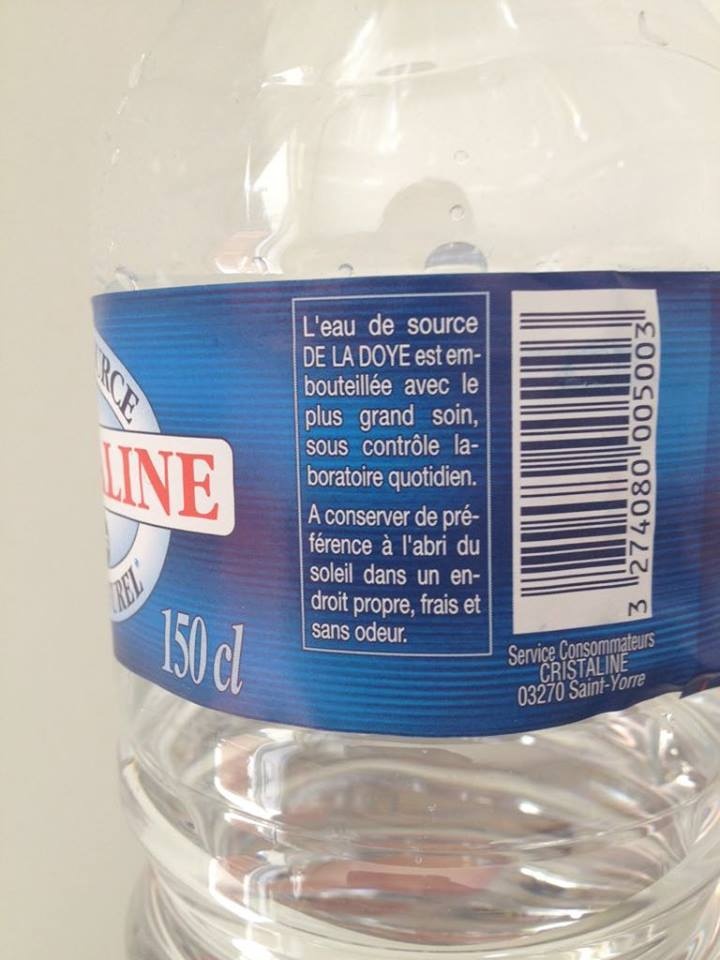 URCE
LINE
UREL
150 cl
L'eau de source
DE LA DOYE est em-
bouteillée avec le
plus grand soin,
sous contrôle la-
boratoire quotidien.
A conserver de pré-
férence à l'abri du
soleil dans un en-
droit propre, frais et
sans odeur.
3 274080 005003
Service Consommateurs
CRISTALINE
03270 Saint-Yorre